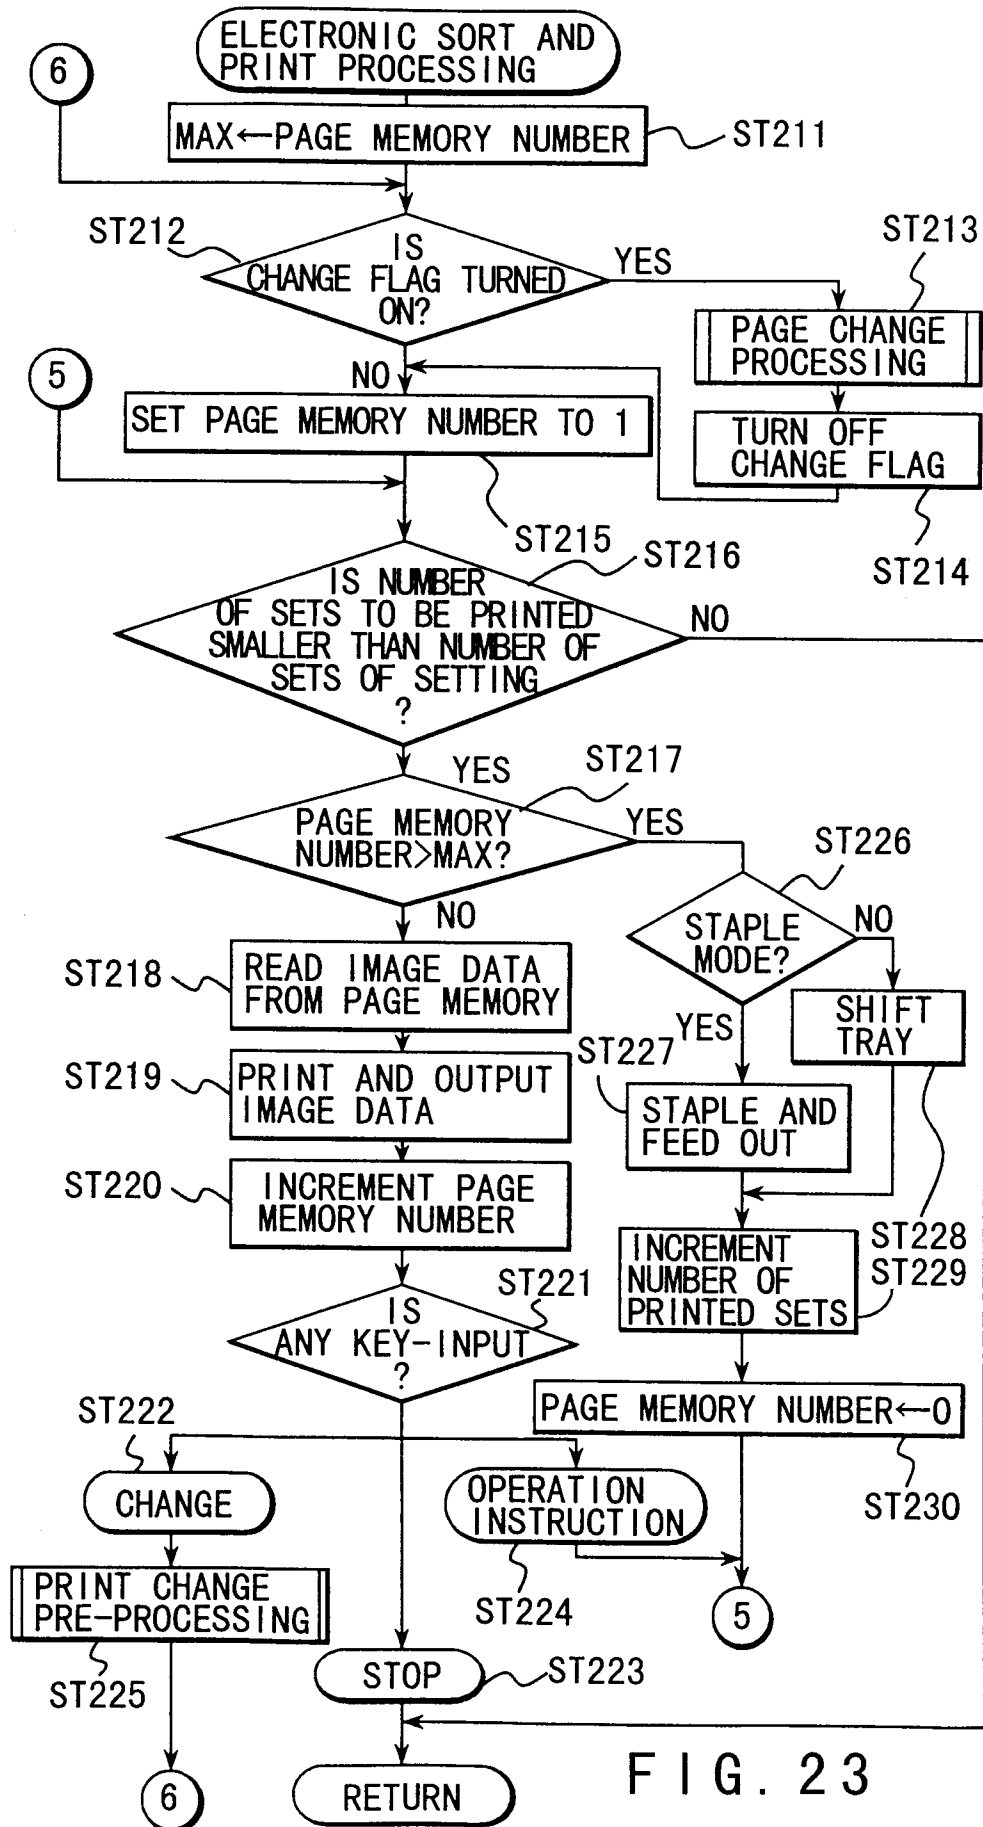 ELECTRONIC SORT AND
PRINT PROCESSING
6
MAX←PAGE MEMORY NUMBER
ST211
ST212
IS
CHANGE FLAG TURNED
ON?
YES
ST213
PAGE CHANGE
PROCESSING
NO
5
SET PAGE MEMORY NUMBER TO 1
TURN OFF
CHANGE FLAG
ST215
ST214
ST216
IS NUMBER
OF SETS TO BE PRINTED
SMALLER THAN NUMBER OF
SETS OF SETTING
?
NO
YES
ST217
PAGE MEMORY
NUMBER>MAX?
YES
NO
ST226
STAPLE
MODE?
NO
YES
ST218
READ IMAGE DATA
FROM PAGE MEMORY
SHIFT
TRAY
ST219
PRINT AND OUTPUT
IMAGE DATA
ST227
STAPLE AND
FEED OUT
ST220
INCREMENT PAGE
MEMORY NUMBER
ST228
INCREMENT
NUMBER OF
PRINTED SETS
ST229
ST221
IS
ANY KEY-INPUT
?
PAGE MEMORY NUMBER←0
ST230
ST222
CHANGE
OPERATION
INSTRUCTION
ST224
5
PRINT CHANGE
PRE-PROCESSING
ST225
STOP
ST223
6
RETURN
FIG. 23